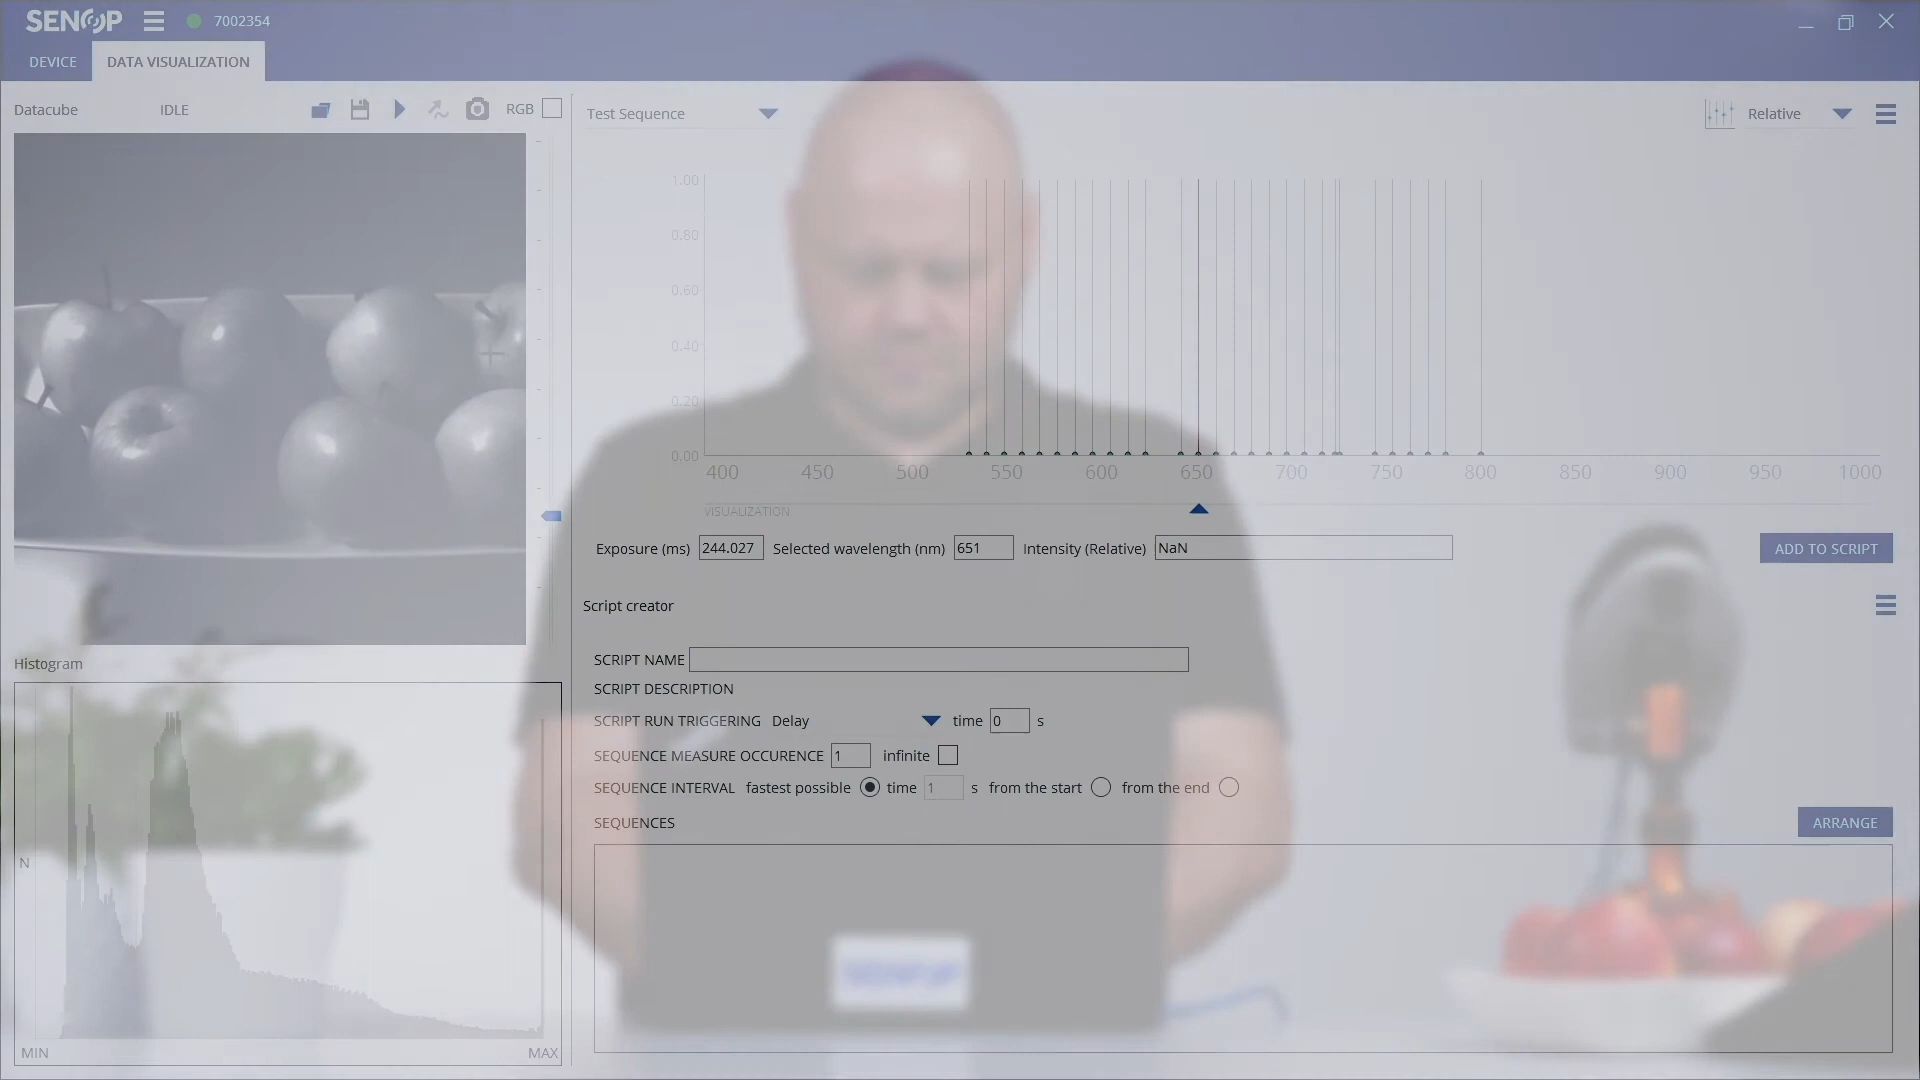 SENOP 7002354
DEVICE DATA VISUALIZATION
Datacube IDLE RGB
Test Sequence Relative
1.00
0.80
0.60
0.40
0.20
0.00
400 450 500 550 600 650 700 750 800 850 900 950 1000
VISUALIZATION
Exposure (ms) 244.027 Selected wavelength (nm) 651 Intensity (Relative) NaN ADD TO SCRIPT
Script creator
SCRIPT NAME
SCRIPT DESCRIPTION
SCRIPT RUN TRIGGERING Delay time 0 s
SEQUENCE MEASURE OCCURENCE 1 infinite
SEQUENCE INTERVAL fastest possible time 1 s from the start from the end
SEQUENCES ARRANGE
Histogram
N
MIN MAX
SENOP